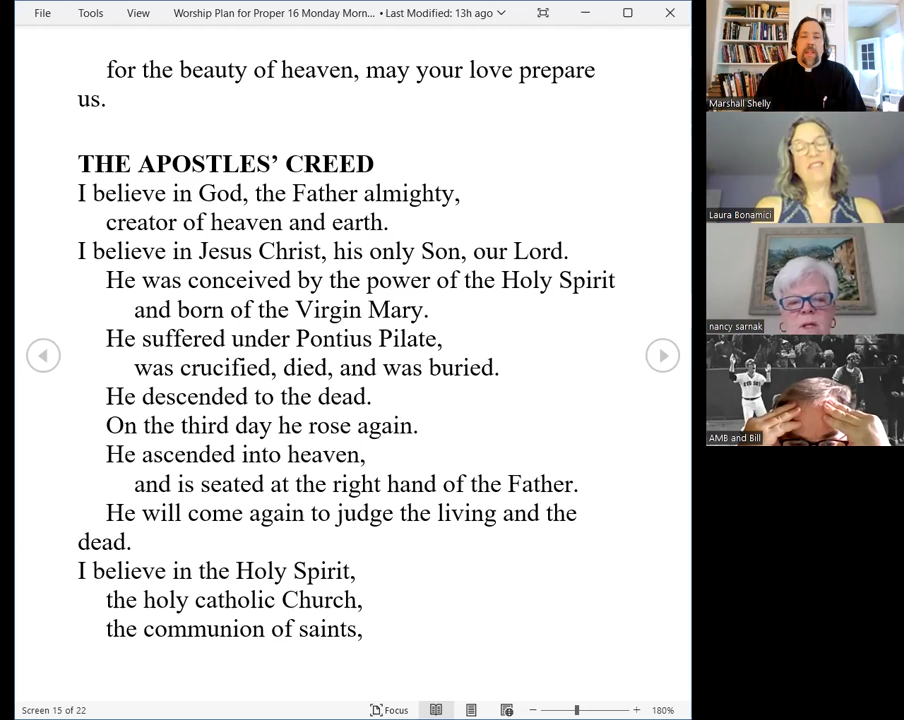 File Tools View Worship Plan for Proper 16 Monday Morn... • Last Modified: 13h ago
for the beauty of heaven, may your love prepare
us.
THE APOSTLES’ CREED
I believe in God, the Father almighty,
creator of heaven and earth.
I believe in Jesus Christ, his only Son, our Lord.
He was conceived by the power of the Holy Spirit
and born of the Virgin Mary.
He suffered under Pontius Pilate,
was crucified, died, and was buried.
He descended to the dead.
On the third day he rose again.
He ascended into heaven,
and is seated at the right hand of the Father.
He will come again to judge the living and the
dead.
I believe in the Holy Spirit,
the holy catholic Church,
the communion of saints,
Screen 15 of 22 Focus 180%
Marshall Shelly
Laura Bonamici
nancy sarnak
RED SOX
AMB and Bill